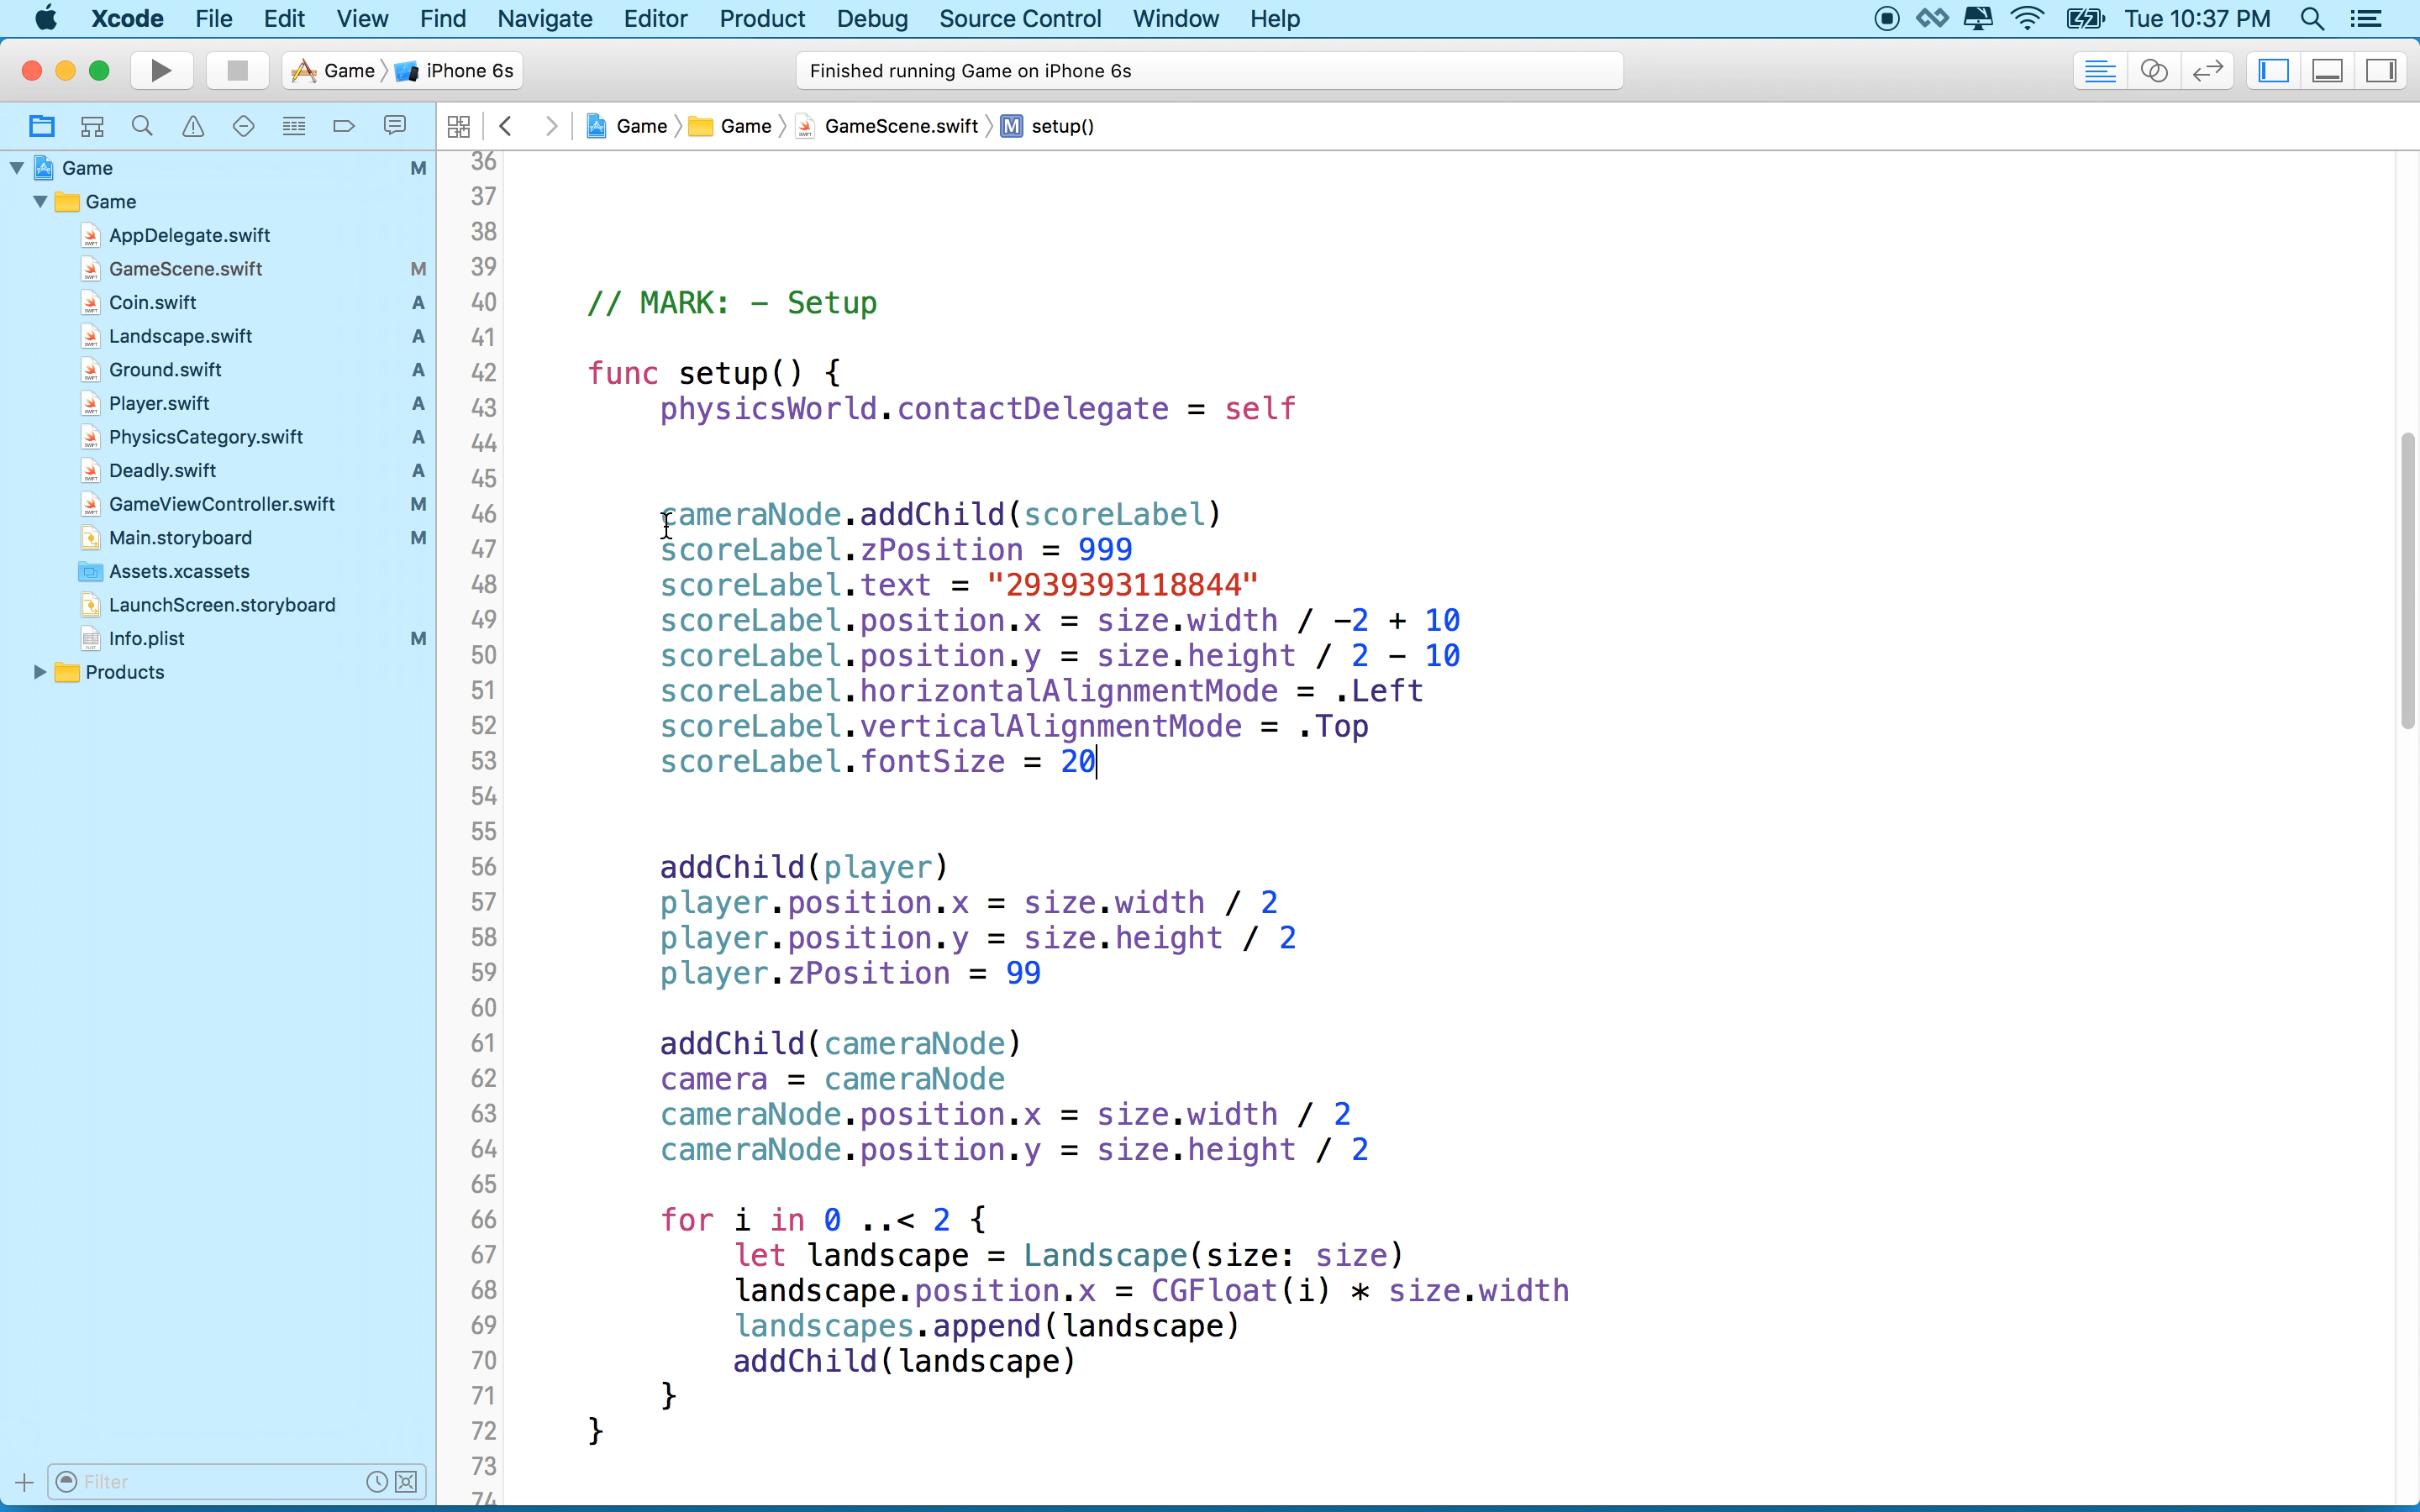 Xcode File Edit View Find Navigate Editor Product Debug Source Control Window Help Tue 10:37 PM
Game iPhone 6s Finished running Game on iPhone 6s
Game Game GameScene.swift M setup()
Game M
Game
AppDelegate.swift
GameScene.swift M
Coin.swift A
Landscape.swift A
Ground.swift A
Player.swift A
PhysicsCategory.swift A
Deadly.swift A
GameViewController.swift M
Main.storyboard M
Assets.xcassets
LaunchScreen.storyboard
Info.plist M
Products
Filter
36
37
38
39
40 // MARK: - Setup
41
42 func setup() {
43 physicsWorld.contactDelegate = self
44
45
46 cameraNode.addChild(scoreLabel)
47 scoreLabel.zPosition = 999
48 scoreLabel.text = "2939393118844"
49 scoreLabel.position.x = size.width / -2 + 10
50 scoreLabel.position.y = size.height / 2 - 10
51 scoreLabel.horizontalAlignmentMode = .Left
52 scoreLabel.verticalAlignmentMode = .Top
53 scoreLabel.fontSize = 20
54
55
56 addChild(player)
57 player.position.x = size.width / 2
58 player.position.y = size.height / 2
59 player.zPosition = 99
60
61 addChild(cameraNode)
62 camera = cameraNode
63 cameraNode.position.x = size.width / 2
64 cameraNode.position.y = size.height / 2
65
66 for i in 0 ..< 2 {
67 let landscape = Landscape(size: size)
68 landscape.position.x = CGFloat(i) * size.width
69 landscapes.append(landscape)
70 addChild(landscape)
71 }
72 }
73
74